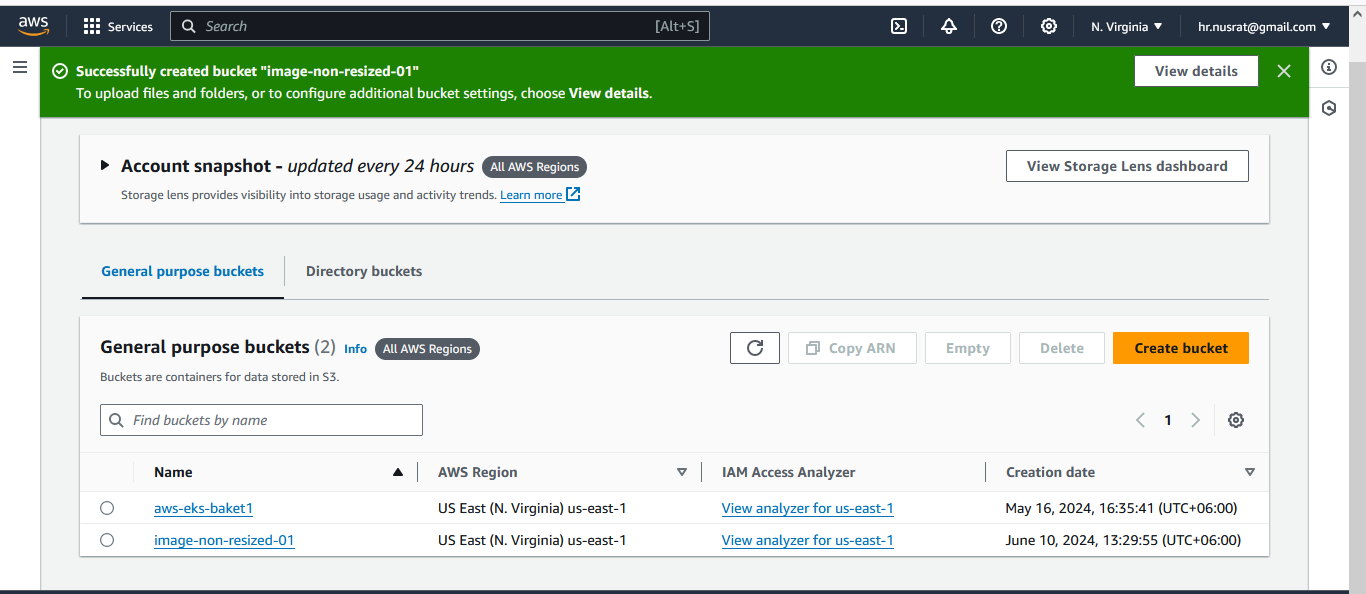 aws Services Search [Alt+S] N. Virginia hr.nusrat@gmail.com
Successfully created bucket "image-non-resized-01" View details
To upload files and folders, or to configure additional bucket settings, choose View details.
Account snapshot - updated every 24 hours All AWS Regions View Storage Lens dashboard
Storage lens provides visibility into storage usage and activity trends. Learn more
General purpose buckets Directory buckets
General purpose buckets (2) Info All AWS Regions Copy ARN Empty Delete Create bucket
Buckets are containers for data stored in S3.
Find buckets by name 1
Name AWS Region IAM Access Analyzer Creation date
aws-eks-baket1 US East (N. Virginia) us-east-1 View analyzer for us-east-1 May 16, 2024, 16:35:41 (UTC+06:00)
image-non-resized-01 US East (N. Virginia) us-east-1 View analyzer for us-east-1 June 10, 2024, 13:29:55 (UTC+06:00)